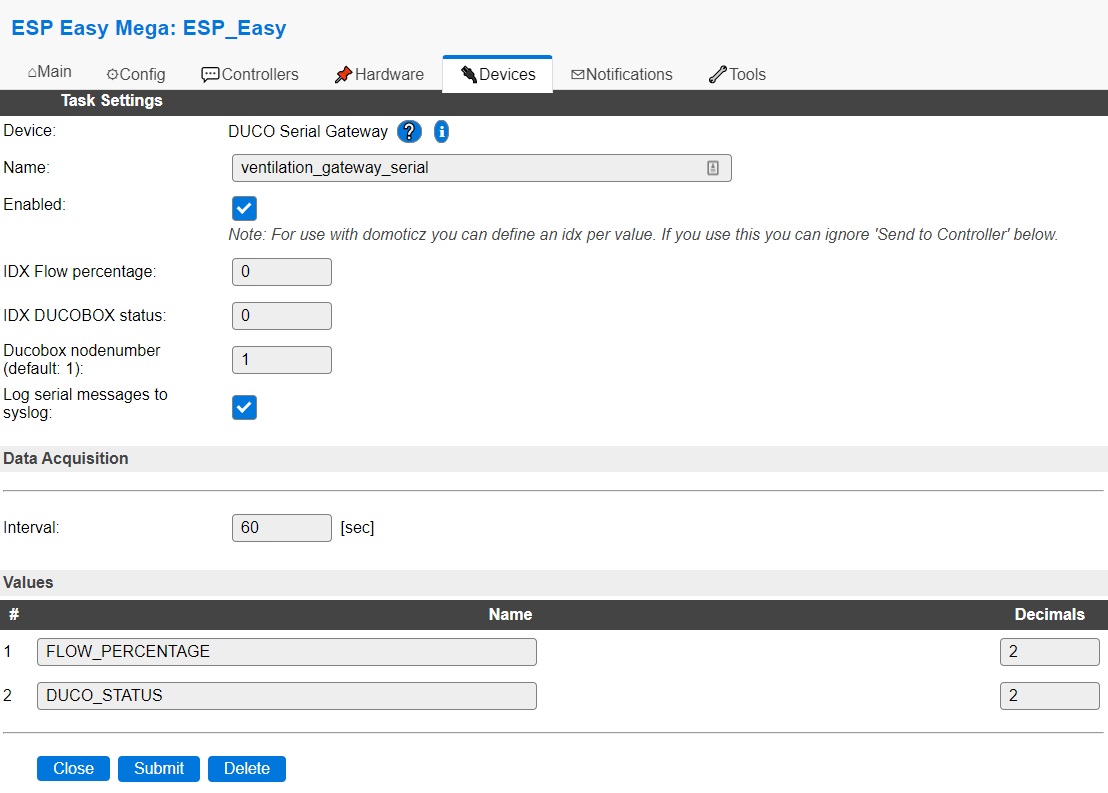 ESP Easy Mega: ESP_Easy
⌂Main ⚙Config 💬Controllers 📌Hardware 🔌Devices ✉Notifications 🔧Tools
Task Settings
Device: DUCO Serial Gateway ? i
Name: ventilation_gateway_serial
Enabled:
Note: For use with domoticz you can define an idx per value. If you use this you can ignore 'Send to Controller' below.
IDX Flow percentage: 0
IDX DUCOBOX status: 0
Ducobox nodenumber
(default: 1): 1
Log serial messages to
syslog:
Data Acquisition
Interval: 60 [sec]
Values
# Name Decimals
1 FLOW_PERCENTAGE 2
2 DUCO_STATUS 2
Close Submit Delete